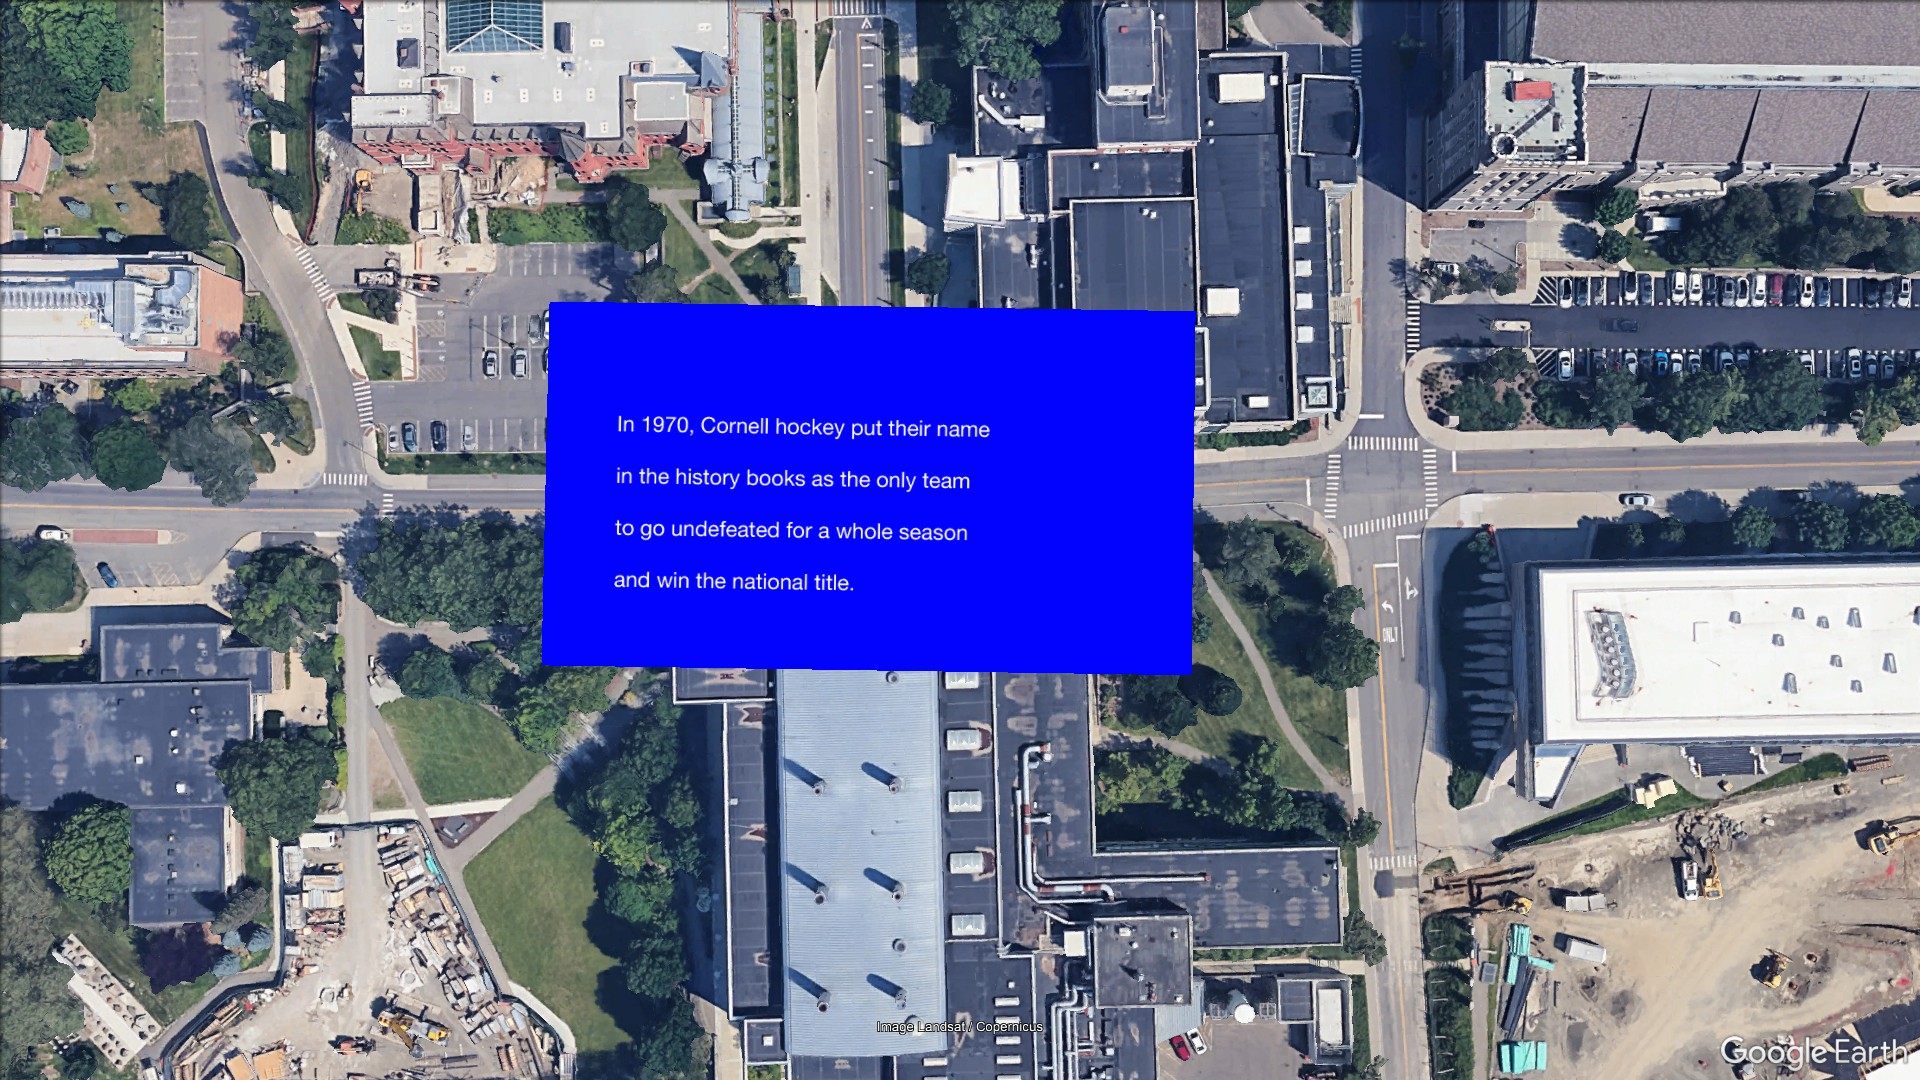 In 1970, Cornell hockey put their name
in the history books as the only team
to go undefeated for a whole season
and win the national title.
ONLY
Image Landsat / Copernicus
Google Earth